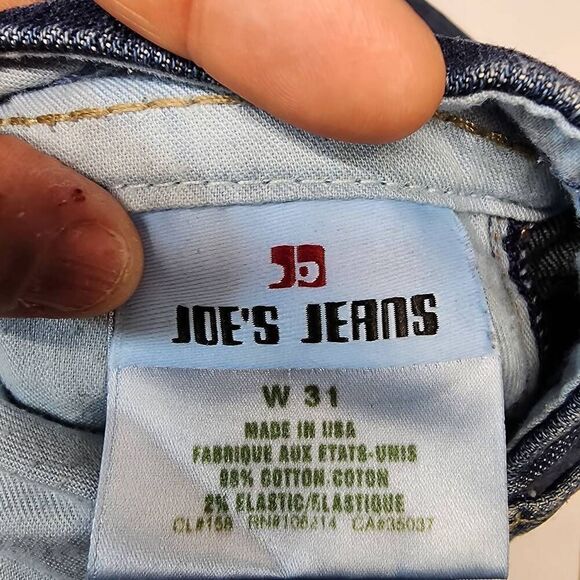 JOE'S JEANS
W 31
MADE IN USA
FABRIQUE AUX ETATS-UNIS
98% COTTON/COTON
2% ELASTIC/ELASTIQUE
CL#158 RN#106214 CA#35037